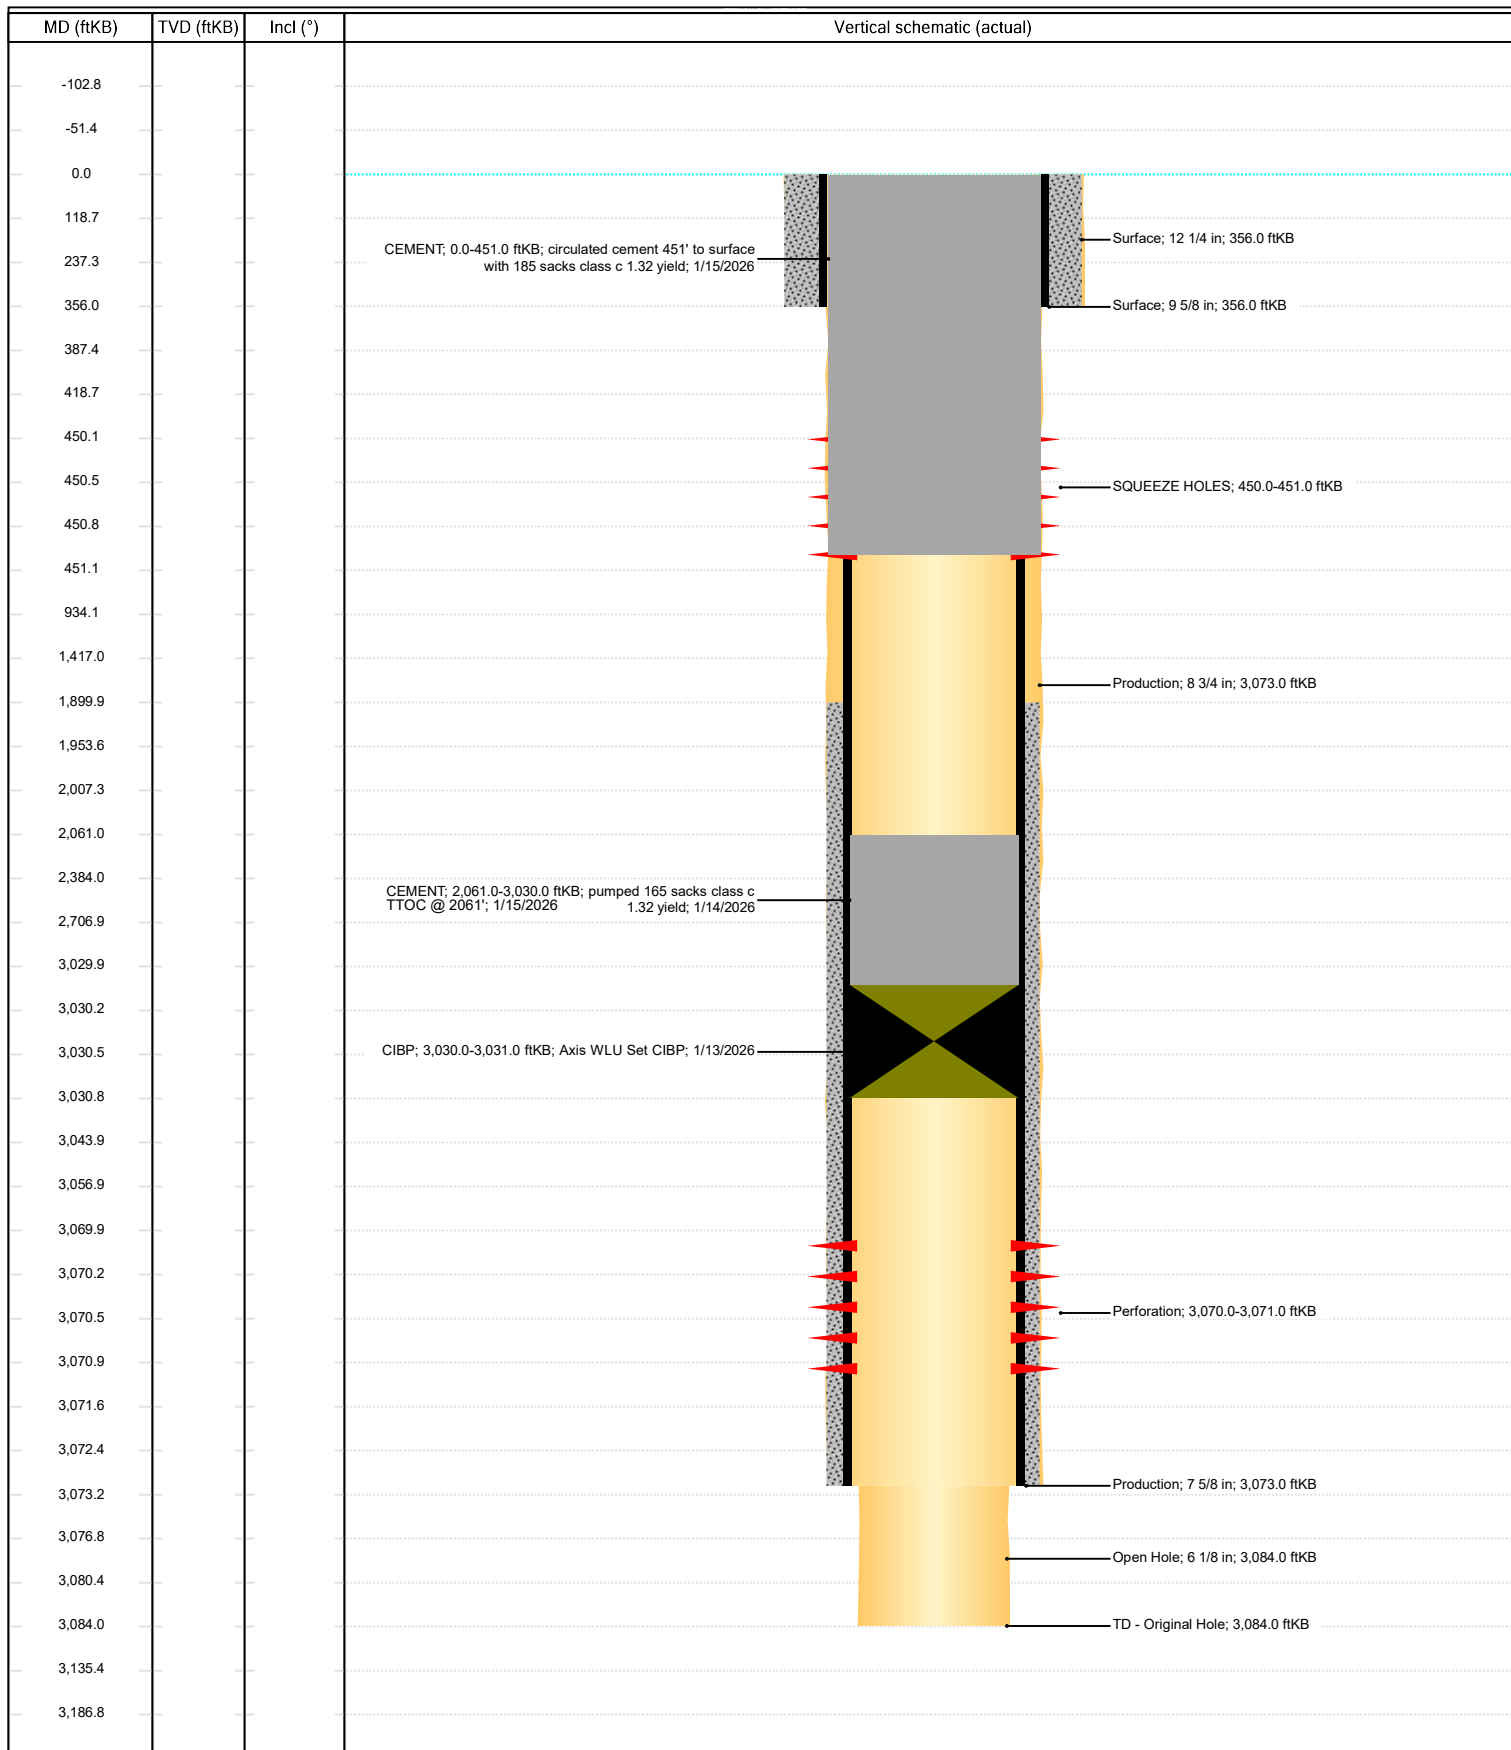 MD (ftKB) TVD (ftKB) Incl (°) Vertical schematic (actual)
-102.8
-51.4
0.0
118.7
Surface; 12 1/4 in; 356.0 ftKB
CEMENT; 0.0-451.0 ftKB; circulated cement 451' to surface
with 185 sacks class c 1.32 yield; 1/15/2026
237.3
356.0
Surface; 9 5/8 in; 356.0 ftKB
387.4
418.7
450.1
450.5
SQUEEZE HOLES; 450.0-451.0 ftKB
450.8
451.1
934.1
1,417.0
Production; 8 3/4 in; 3,073.0 ftKB
1,899.9
1,953.6
2,007.3
2,061.0
2,384.0
CEMENT; 2,061.0-3,030.0 ftKB; pumped 165 sacks class c
TTOC @ 2061'; 1/15/2026 1.32 yield; 1/14/2026
2,706.9
3,029.9
3,030.2
3,030.5
CIBP; 3,030.0-3,031.0 ftKB; Axis WLU Set CIBP; 1/13/2026
3,030.8
3,043.9
3,056.9
3,069.9
3,070.2
Perforation; 3,070.0-3,071.0 ftKB
3,070.5
3,070.9
3,071.6
3,072.4
Production; 7 5/8 in; 3,073.0 ftKB
3,073.2
3,076.8
Open Hole; 6 1/8 in; 3,084.0 ftKB
3,080.4
3,084.0
TD - Original Hole; 3,084.0 ftKB
3,135.4
3,186.8